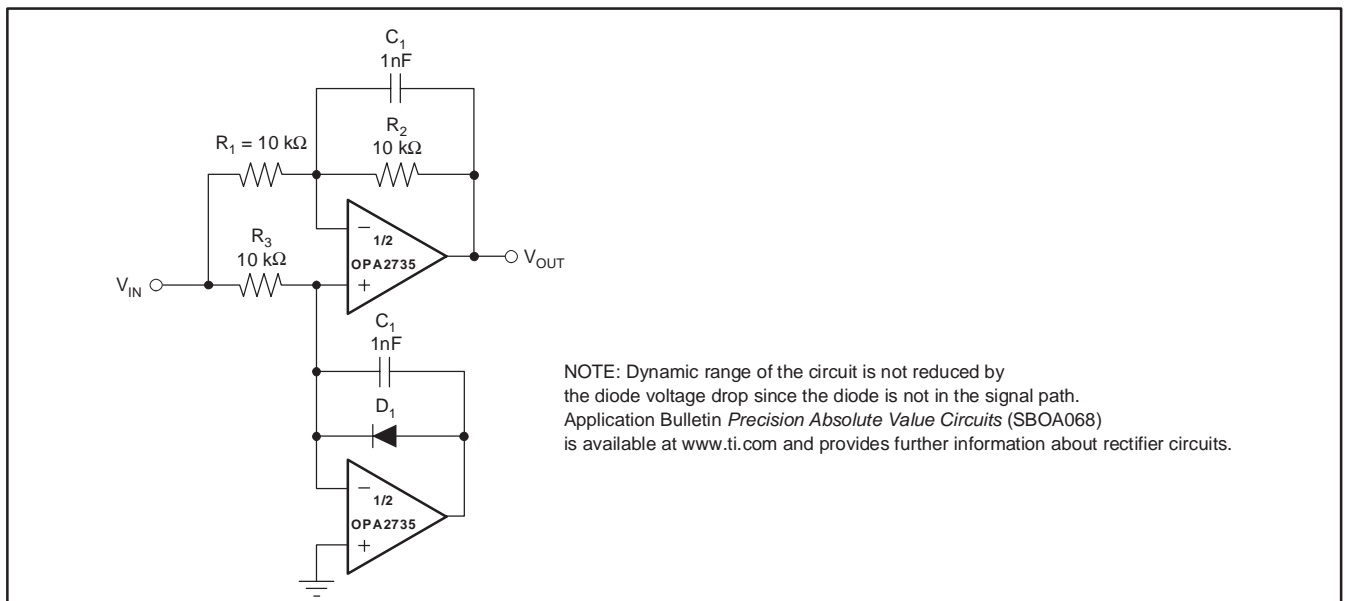 C1
1nF
R2
10 kΩ
R1 = 10 kΩ
−
1/2
OPA2735
+
R3
10 kΩ
VIN
VOUT
C1
1nF
D1
−
1/2
OPA2735
+
NOTE: Dynamic range of the circuit is not reduced by
the diode voltage drop since the diode is not in the signal path.
Application Bulletin Precision Absolute Value Circuits (SBOA068)
is available at www.ti.com and provides further information about rectifier circuits.